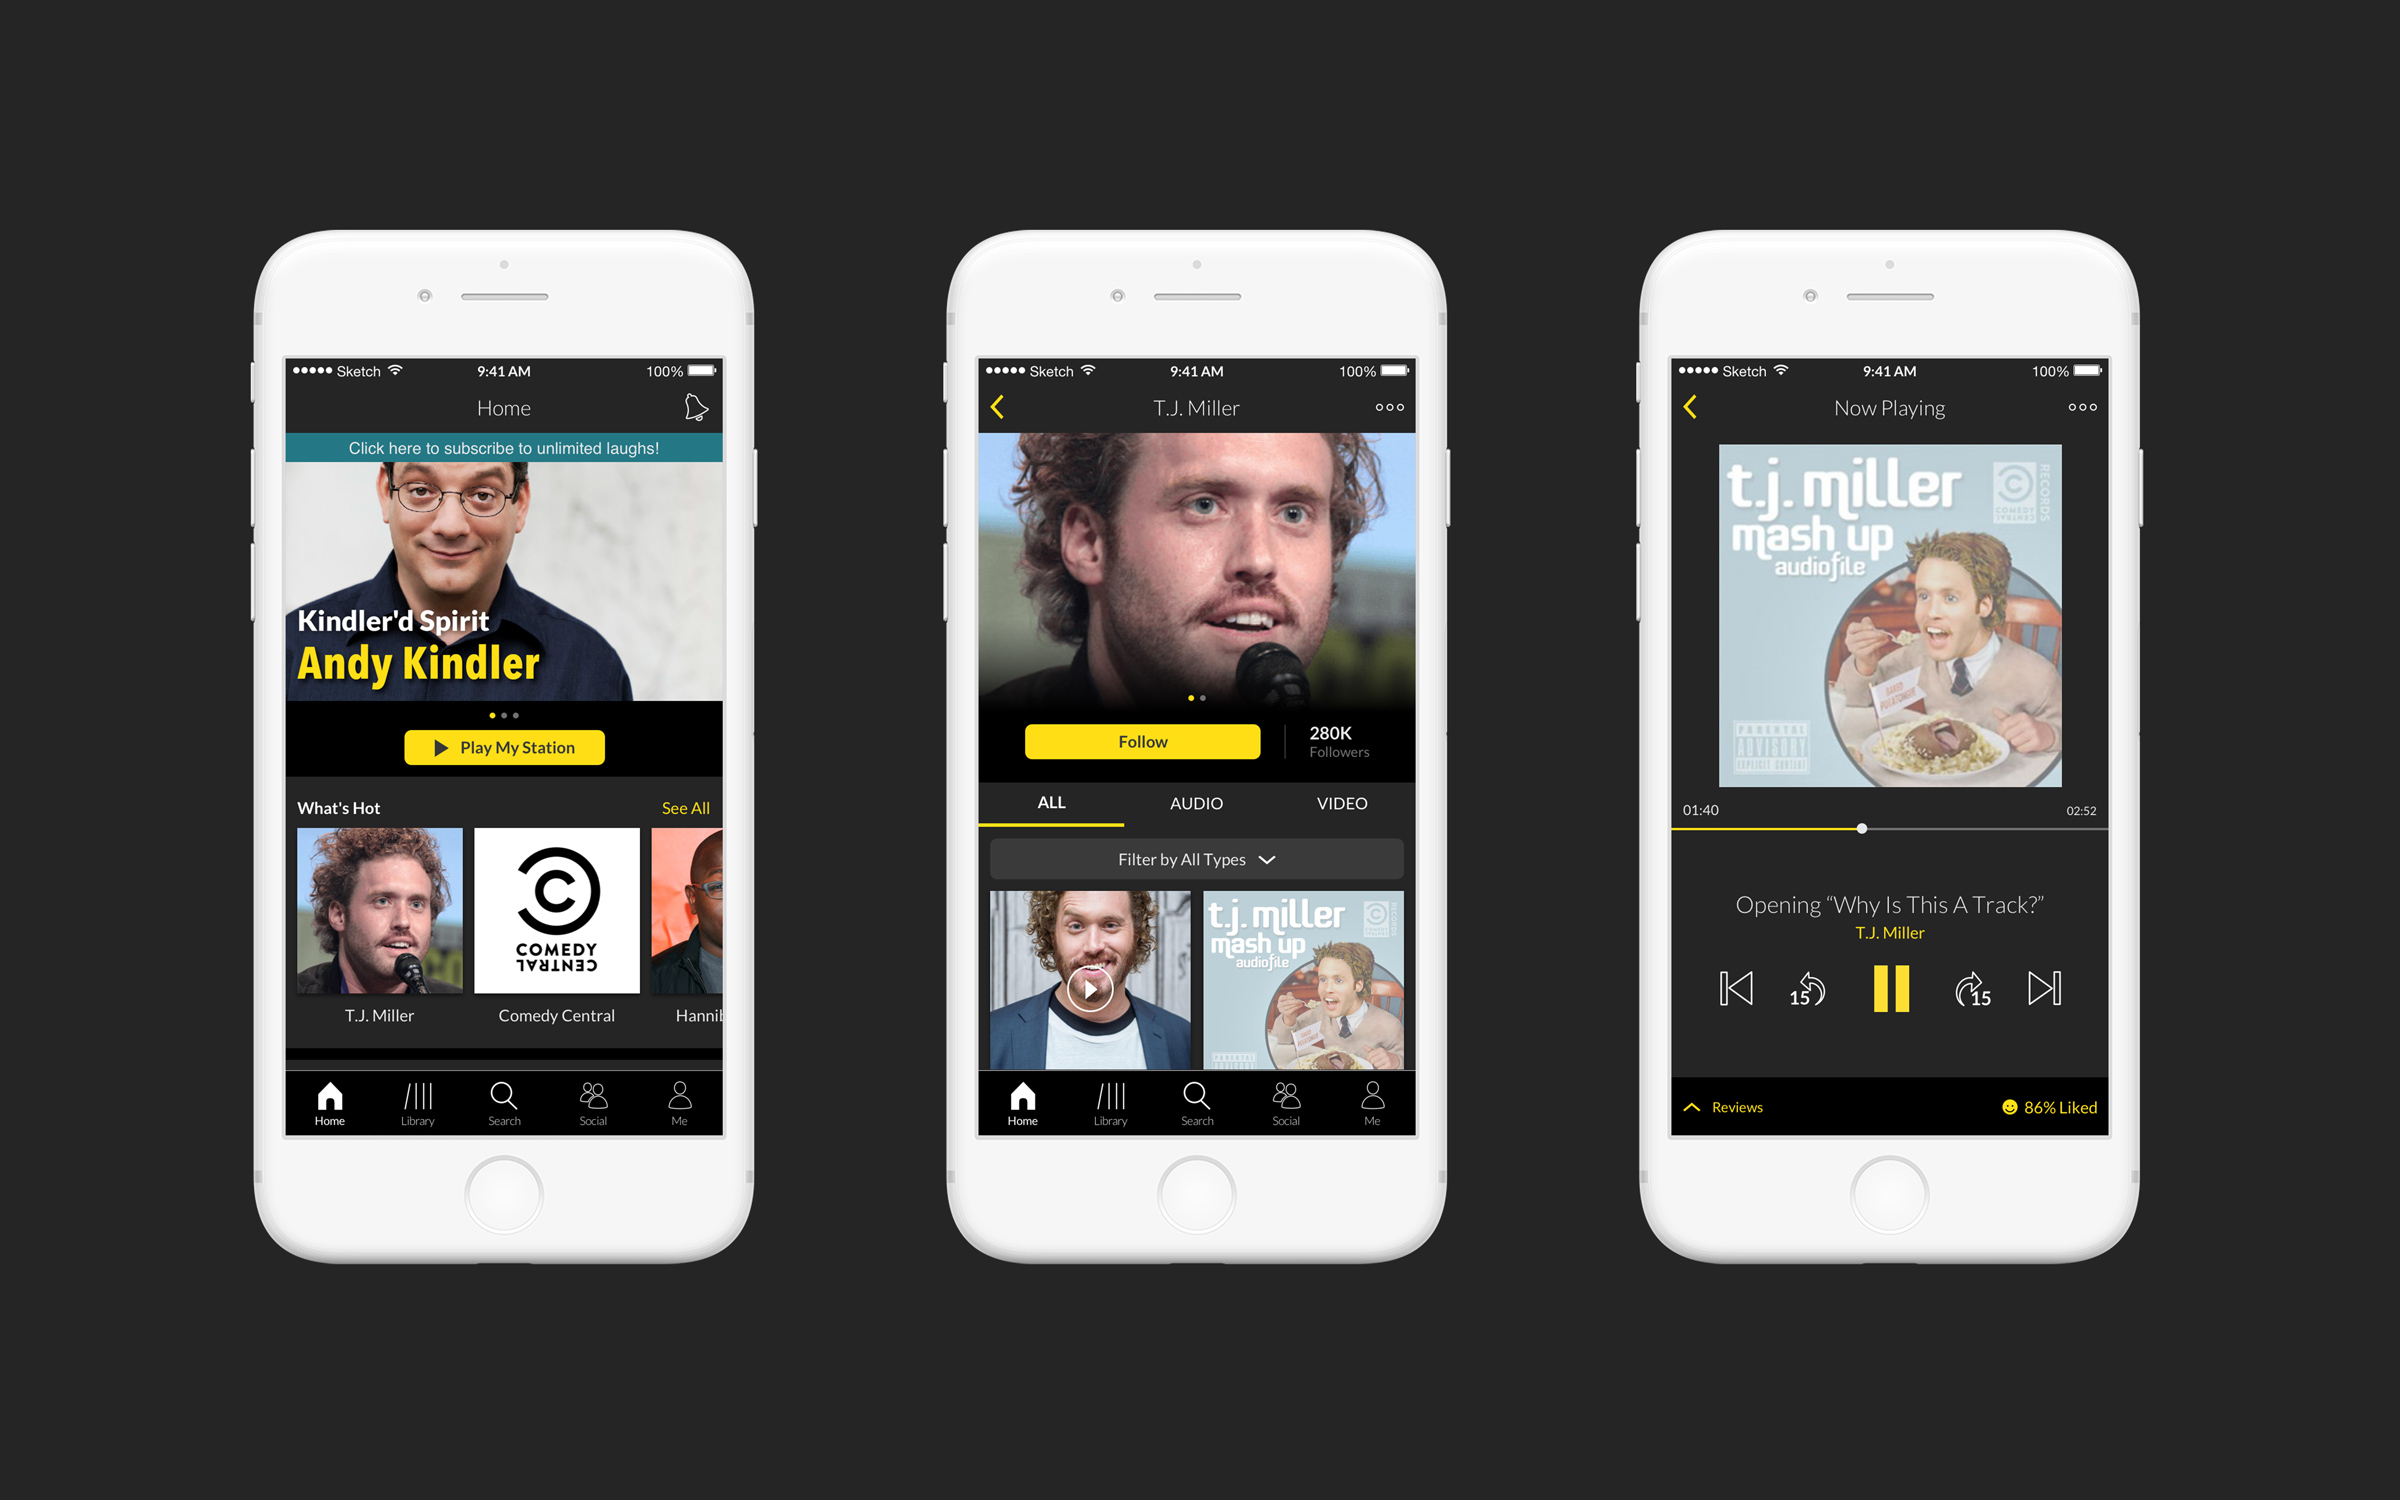 Sketch 9:41 AM 100%
Home
Click here to subscribe to unlimited laughs!
Kindler'd Spirit
Andy Kindler
Play My Station
What's Hot See All
COMEDY
CENTRAL
T.J. Miller Comedy Central Hannib
Home Library Search Social Me
Sketch 9:41 AM 100%
T.J. Miller
Follow 280K
Followers
ALL AUDIO VIDEO
Filter by All Types
t.j. miller
mash up
audiofile
RECORDS
Home Library Search Social Me
Sketch 9:41 AM 100%
Now Playing
t.j. miller
mash up
audiofile
COMEDY
CENTRAL
RECORDS
PARENTAL
ADVISORY
EXPLICIT CONTENT
01:40 02:52
Opening “Why Is This A Track?”
T.J. Miller
15 15
Reviews 86% Liked